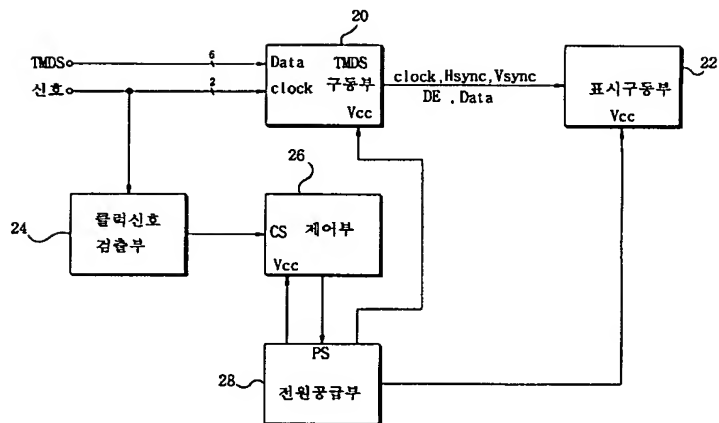 20
TMDS
신호
6
2
Data
clock
TMDS
구동부
Vcc
clock,Hsync,Vsync
DE ,Data
22
표시구동부
Vcc
24
클럭신호
검출부
26
CS
제어부
Vcc
28
PS
전원공급부